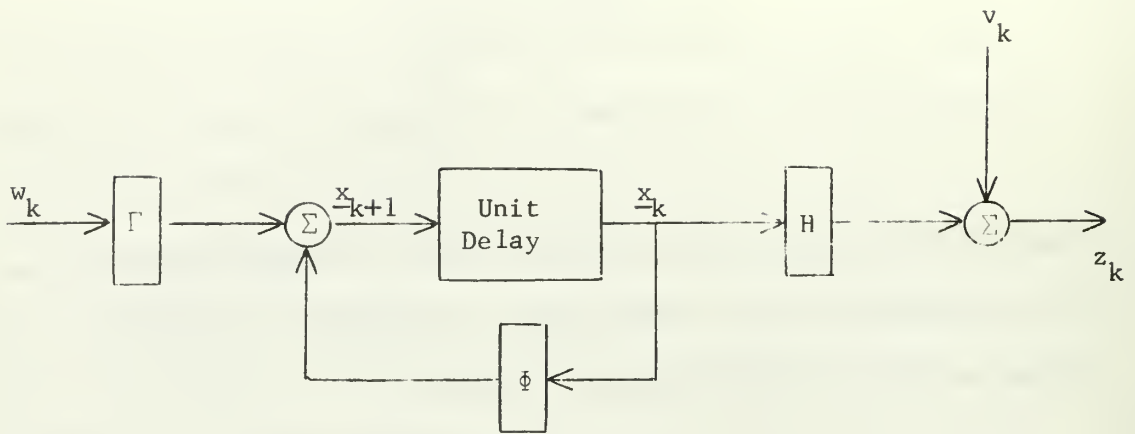 v_k
w_k
Γ
Σ
x_k+1
Unit
Delay
x_k
H
Σ
z_k
Φ